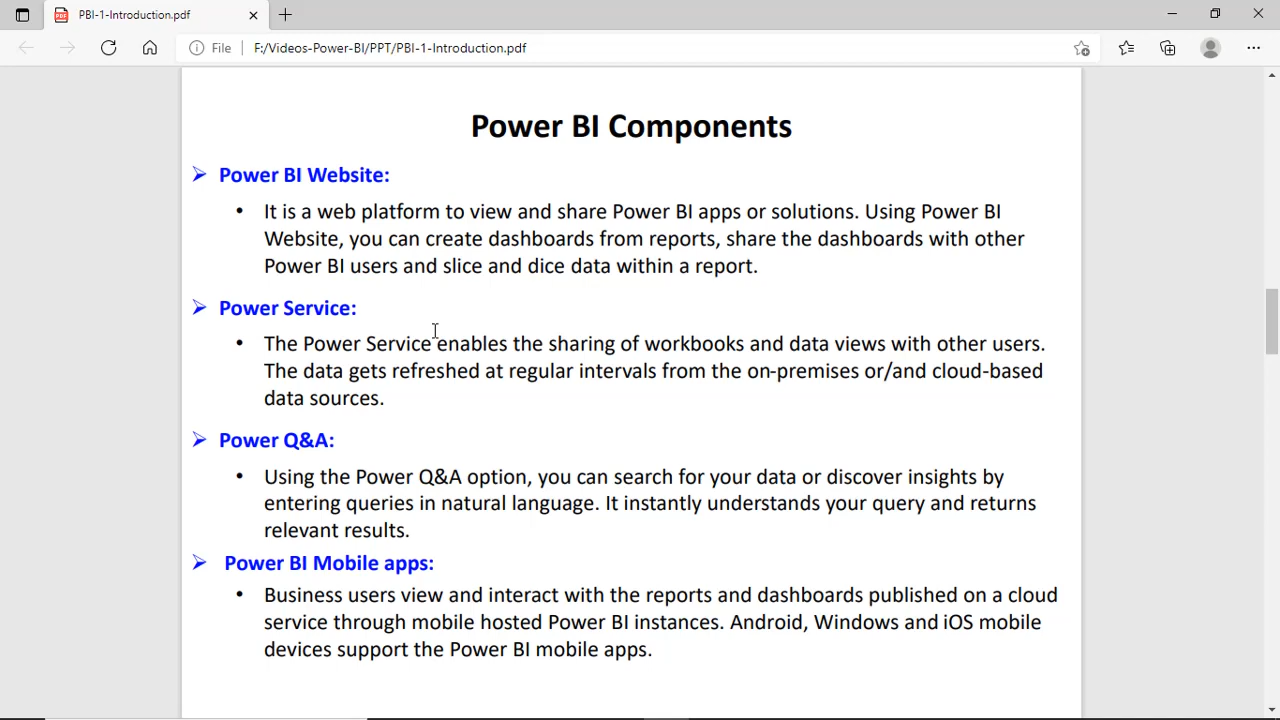 PBI-1-Introduction.pdf
File
F:/Videos-Power-BI/PPT/PBI-1-Introduction.pdf
Power BI Components
➢ Power BI Website:
• It is a web platform to view and share Power BI apps or solutions. Using Power BI
Website, you can create dashboards from reports, share the dashboards with other
Power BI users and slice and dice data within a report.
➢ Power Service:
• The Power Service enables the sharing of workbooks and data views with other users.
The data gets refreshed at regular intervals from the on-premises or/and cloud-based
data sources.
➢ Power Q&A:
• Using the Power Q&A option, you can search for your data or discover insights by
entering queries in natural language. It instantly understands your query and returns
relevant results.
➢ Power BI Mobile apps:
• Business users view and interact with the reports and dashboards published on a cloud
service through mobile hosted Power BI instances. Android, Windows and iOS mobile
devices support the Power BI mobile apps.